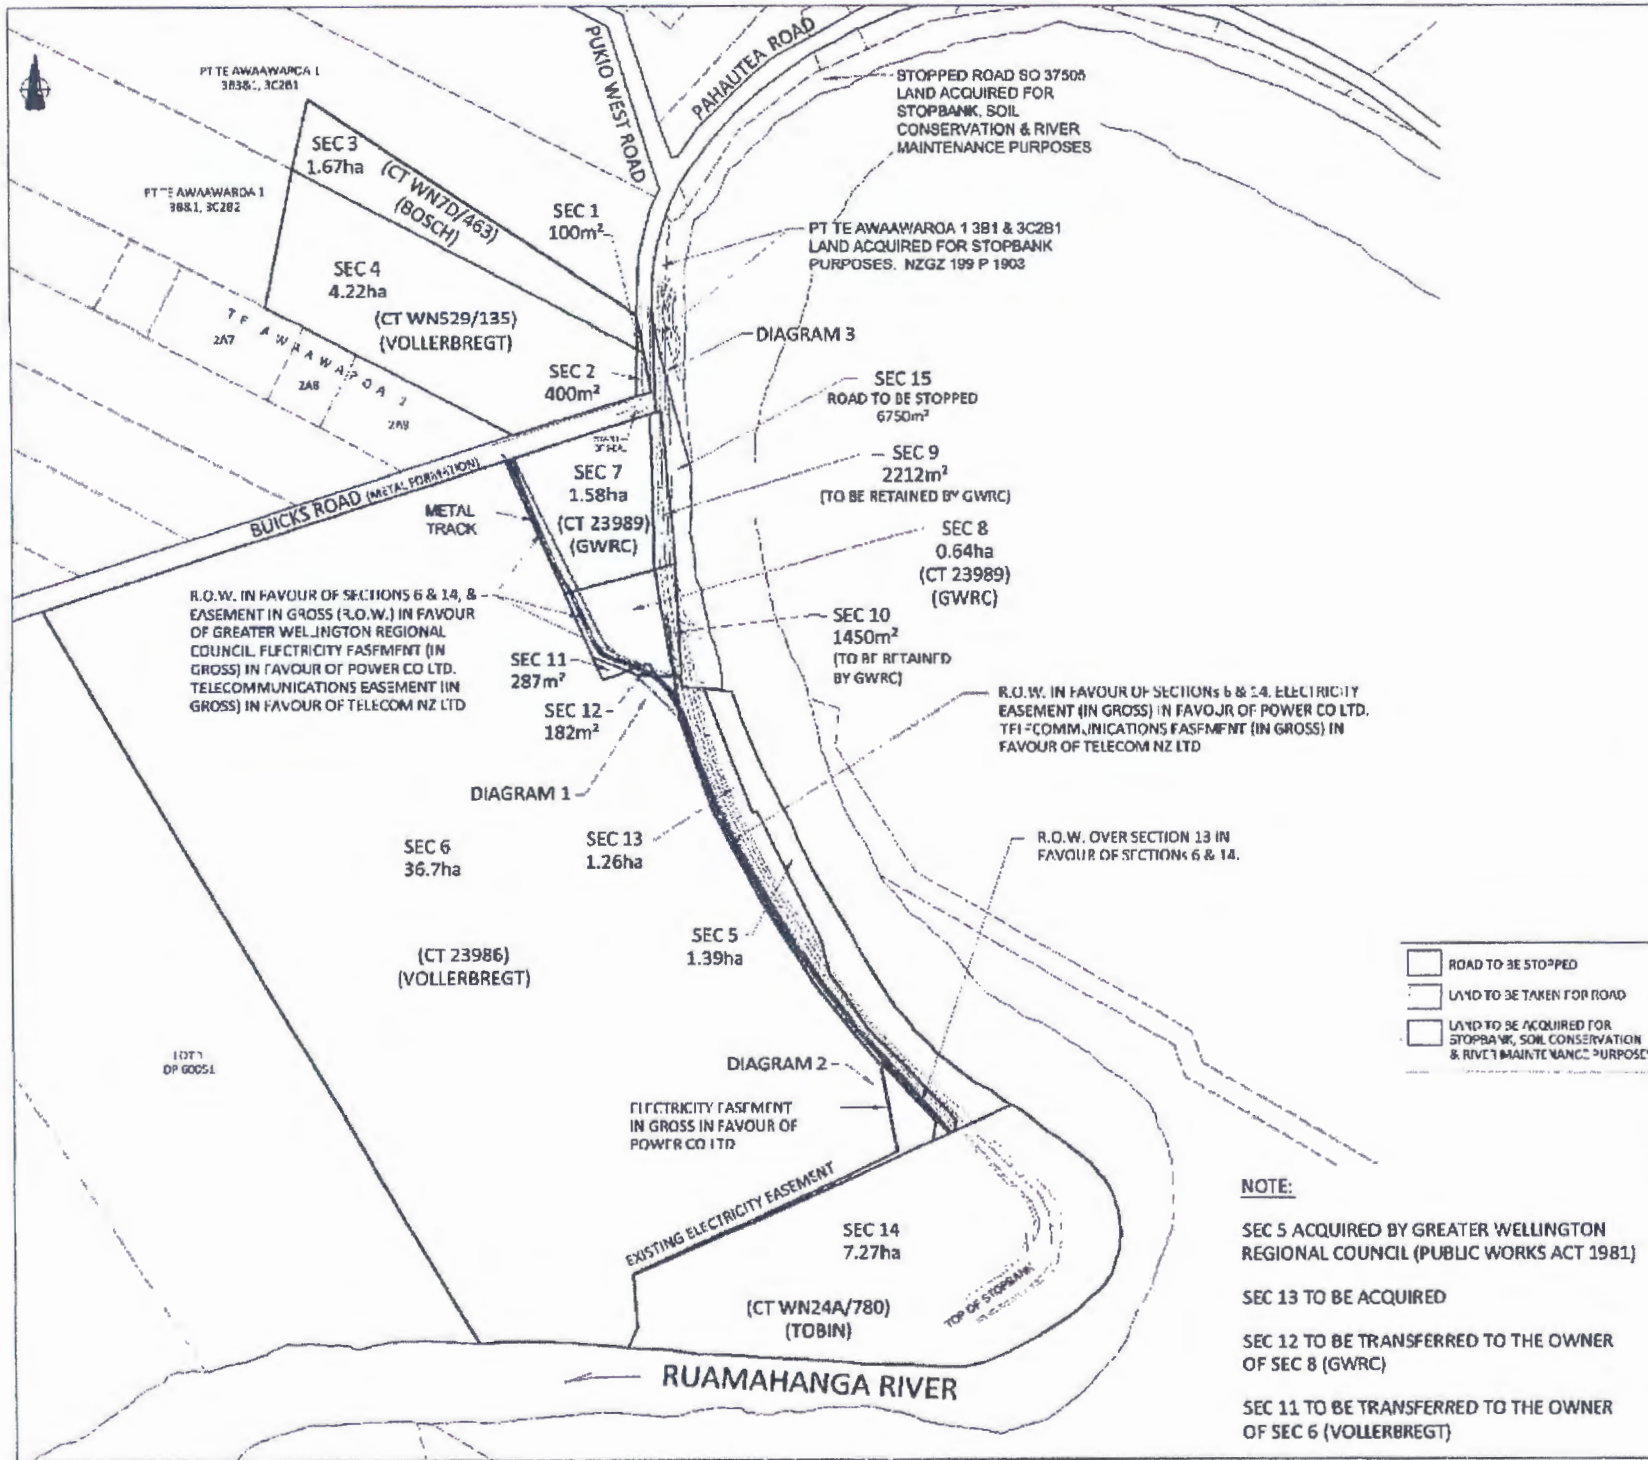 PUKIO WEST ROAD
PAHAUTEA ROAD
STOPPED ROAD SO 37505
LAND ACQUIRED FOR
STOPBANK, SOIL
CONSERVATION & RIVER
MAINTENANCE PURPOSES
PT TE AWAAWAROA 1
3B3&1, 3C2B1
SEC 3
1.67ha
(CT WN7D/463)
(BOSCH)
PT TE AWAAWAROA 1
3B&1, 3C2B2
SEC 1
100m²
PT TE AWAAWAROA 1 3B1 & 3C2B1
LAND ACQUIRED FOR STOPBANK
PURPOSES. NZGZ 199 P 1903
SEC 4
4.22ha
(CT WN529/135)
(VOLLERBREGT)
TE AWAAWAROA 2
2A7
2A8
2A9
DIAGRAM 3
SEC 2
400m²
SEC 15
ROAD TO BE STOPPED
6750m²
SEC 9
2212m²
(TO BE RETAINED BY GWRC)
SEC 7
1.58ha
(CT 23989)
(GWRC)
BUICKS ROAD (METAL FORMATION)
METAL
TRACK
SEC 8
0.64ha
(CT 23989)
(GWRC)
R.O.W. IN FAVOUR OF SECTIONS 6 & 14, &
EASEMENT IN GROSS (R.O.W.) IN FAVOUR
OF GREATER WELLINGTON REGIONAL
COUNCIL. ELECTRICITY EASEMENT (IN
GROSS) IN FAVOUR OF POWER CO LTD.
TELECOMMUNICATIONS EASEMENT (IN
GROSS) IN FAVOUR OF TELECOM NZ LTD
SEC 10
1450m²
(TO BE RETAINED
BY GWRC)
SEC 11
287m²
SEC 12
182m²
R.O.W. IN FAVOUR OF SECTIONs 6 & 14. ELECTRICITY
EASEMENT (IN GROSS) IN FAVOUR OF POWER CO LTD.
TELECOMMUNICATIONS EASEMENT (IN GROSS) IN
FAVOUR OF TELECOM NZ LTD
DIAGRAM 1
SEC 6
36.7ha
SEC 13
1.26ha
R.O.W. OVER SECTION 13 IN
FAVOUR OF SECTIONs 6 & 14.
(CT 23986)
(VOLLERBREGT)
SEC 5
1.39ha
ROAD TO BE STOPPED
LAND TO BE TAKEN FOR ROAD
LAND TO BE ACQUIRED FOR
STOPBANK, SOIL CONSERVATION
& RIVER MAINTENANCE PURPOSES
LOT 1
DP 60051
DIAGRAM 2
ELECTRICITY EASEMENT
IN GROSS IN FAVOUR OF
POWER CO LTD
EXISTING ELECTRICITY EASEMENT
SEC 14
7.27ha
(CT WN24A/780)
(TOBIN)
TOP OF STOPBANK
RUAMAHANGA RIVER
NOTE:
SEC 5 ACQUIRED BY GREATER WELLINGTON
REGIONAL COUNCIL (PUBLIC WORKS ACT 1981)
SEC 13 TO BE ACQUIRED
SEC 12 TO BE TRANSFERRED TO THE OWNER
OF SEC 8 (GWRC)
SEC 11 TO BE TRANSFERRED TO THE OWNER
OF SEC 6 (VOLLERBREGT)